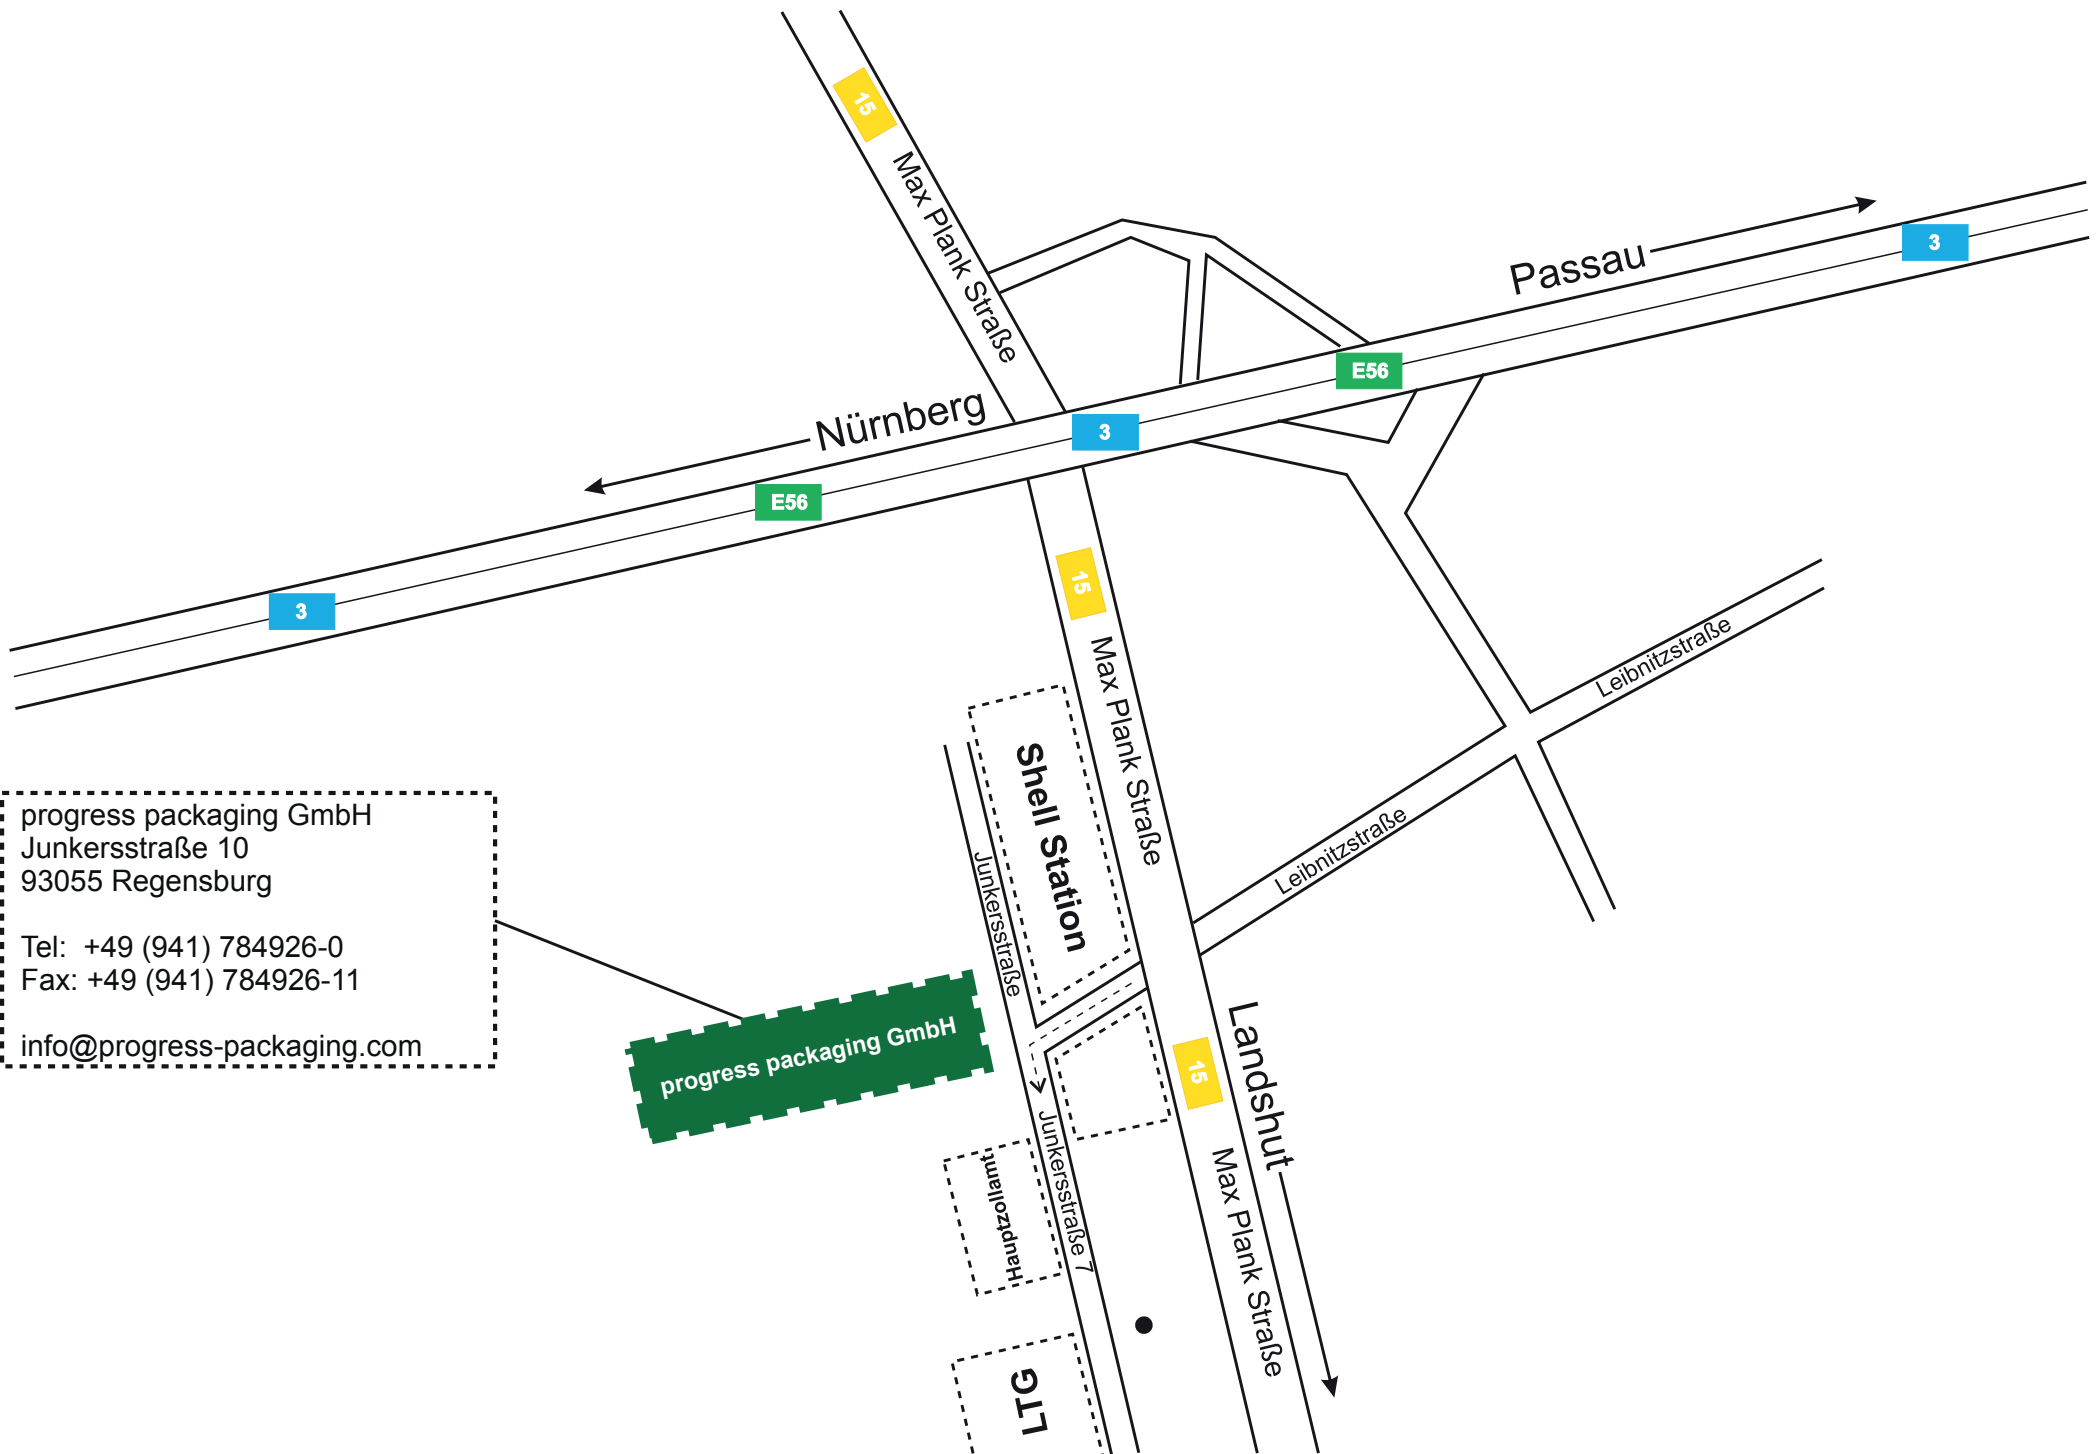 15
Max Plank Straße
Passau
3
E56
Nürnberg
3
E56
3
15
Max Plank Straße
Leibnitzstraße
Shell Station
Leibnitzstraße
progress packaging GmbH
Junkersstraße 10
93055 Regensburg
Tel: +49 (941) 784926-0
Fax: +49 (941) 784926-11
info@progress-packaging.com
Junkersstraße
progress packaging GmbH
Landshut
15
Junkersstraße 7
Hauptzollamt
Max Plank Straße
LTG